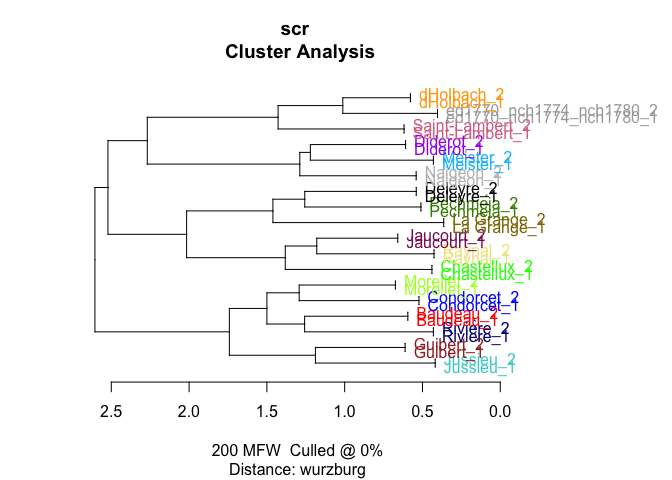 scr
Cluster Analysis
dHolbach_2
dHolbach_1
ed1770_nch1774_nch1780_2
ed1770_nch1774_nch1780_1
Saint-Lambert_2
Saint-Lambert_1
Diderot_2
Diderot_1
Meister_2
Meister_1
Naigeon_2
Naigeon_1
Deleyre_2
Deleyre_1
Pechmeja_2
Pechmeja_1
La Grange_2
La Grange_1
Jaucourt_2
Jaucourt_1
Raynal_2
Raynal_1
Chastellux_2
Chastellux_1
Morellet_2
Morellet_1
Condorcet_2
Condorcet_1
Baudeau_2
Baudeau_1
Riviere_2
Riviere_1
Guibert_2
Guibert_1
Jussieu_2
Jussieu_1
2.5 2.0 1.5 1.0 0.5 0.0
200 MFW Culled @ 0%
Distance: wurzburg